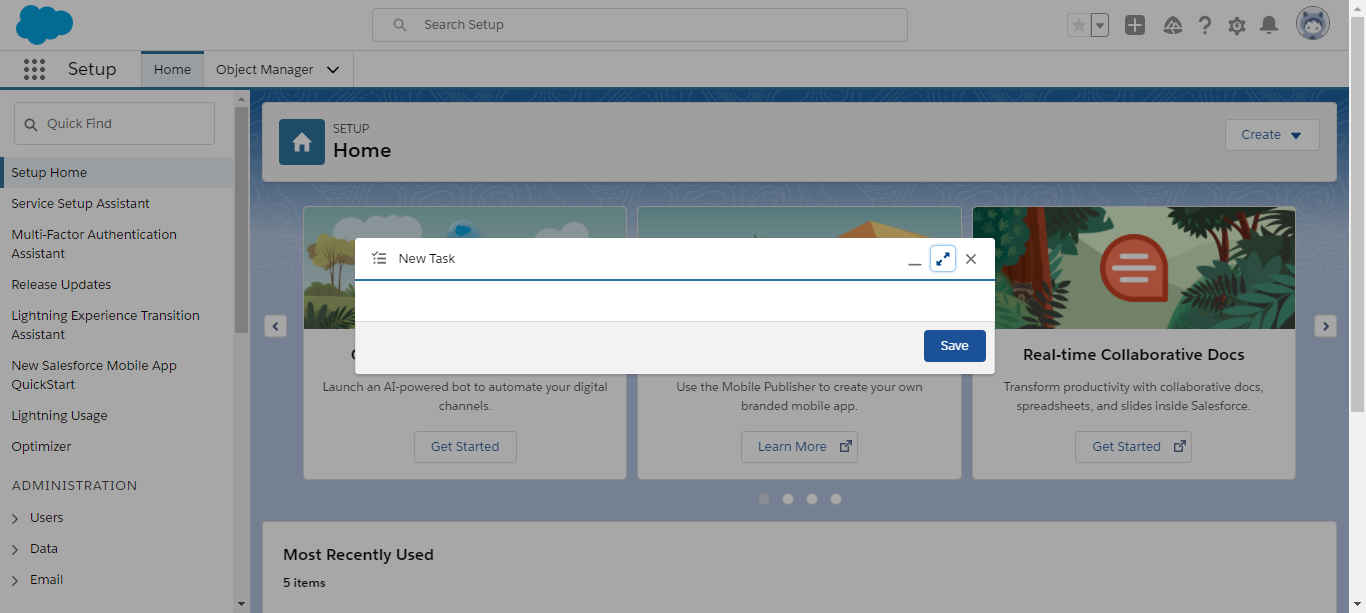 Search Setup
Setup
Home
Object Manager
Quick Find
Setup Home
Service Setup Assistant
Multi-Factor Authentication
Assistant
Release Updates
Lightning Experience Transition
Assistant
New Salesforce Mobile App
QuickStart
Lightning Usage
Optimizer
ADMINISTRATION
Users
Data
Email
SETUP
Home
Create
New Task
Save
Launch an AI-powered bot to automate your digital
channels.
Get Started
Use the Mobile Publisher to create your own
branded mobile app.
Learn More
Real-time Collaborative Docs
Transform productivity with collaborative docs,
spreadsheets, and slides inside Salesforce.
Get Started
Most Recently Used
5 items